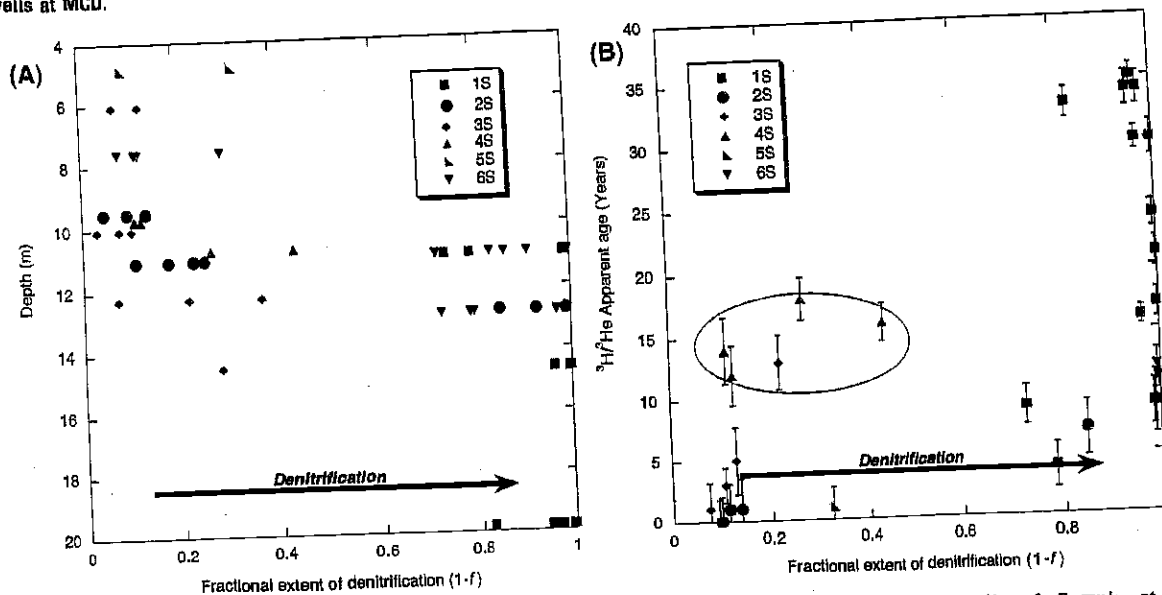 wells at MCD.
(A)
4
6
8
10
12
14
16
18
20
Depth (m)
1S
2S
3S
4S
5S
6S
Denitrification
0
0.2
0.4
0.6
0.8
1
Fractional extent of denitrification (1-f)
(B)
40
35
30
25
20
15
10
5
0
³H/³He Apparent age (Years)
1S
2S
3S
4S
5S
6S
Denitrification
0
0.2
0.4
0.6
0.8
Fractional extent of denitrification (1-f)